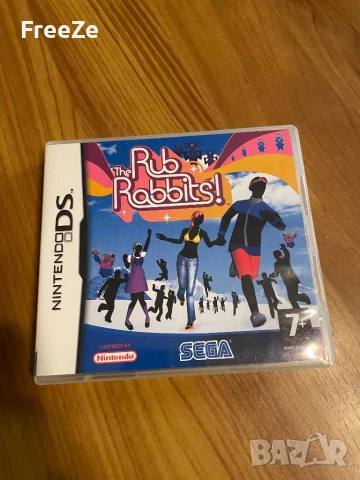 FreeZe
NINTENDO DS
The Rub
Rabbits!
LICENSED BY
Nintendo
SEGA
7+
BAZAR